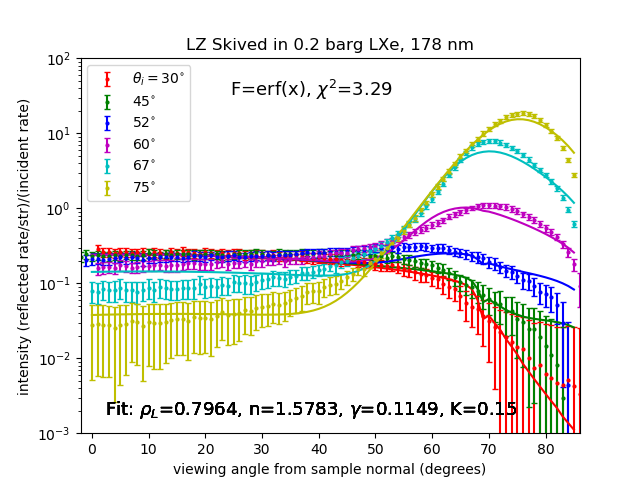 LZ Skived in 0.2 barg LXe, 178 nm
F=erf(x), χ²=3.29
θᵢ = 30°
45°
52°
60°
67°
75°
10²
10¹
10⁰
10⁻¹
10⁻²
10⁻³
intensity (reflected rate/str)/(incident rate)
Fit: ρ_L=0.7964, n=1.5783, γ=0.1149, K=0.15
0 10 20 30 40 50 60 70 80
viewing angle from sample normal (degrees)